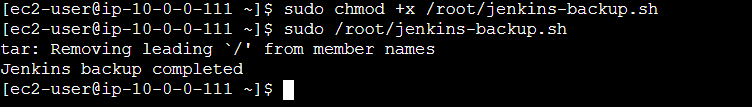 [ec2-user@ip-10-0-0-111 ~]$ sudo chmod +x /root/jenkins-backup.sh
[ec2-user@ip-10-0-0-111 ~]$ sudo /root/jenkins-backup.sh
tar: Removing leading `/' from member names
Jenkins backup completed
[ec2-user@ip-10-0-0-111 ~]$